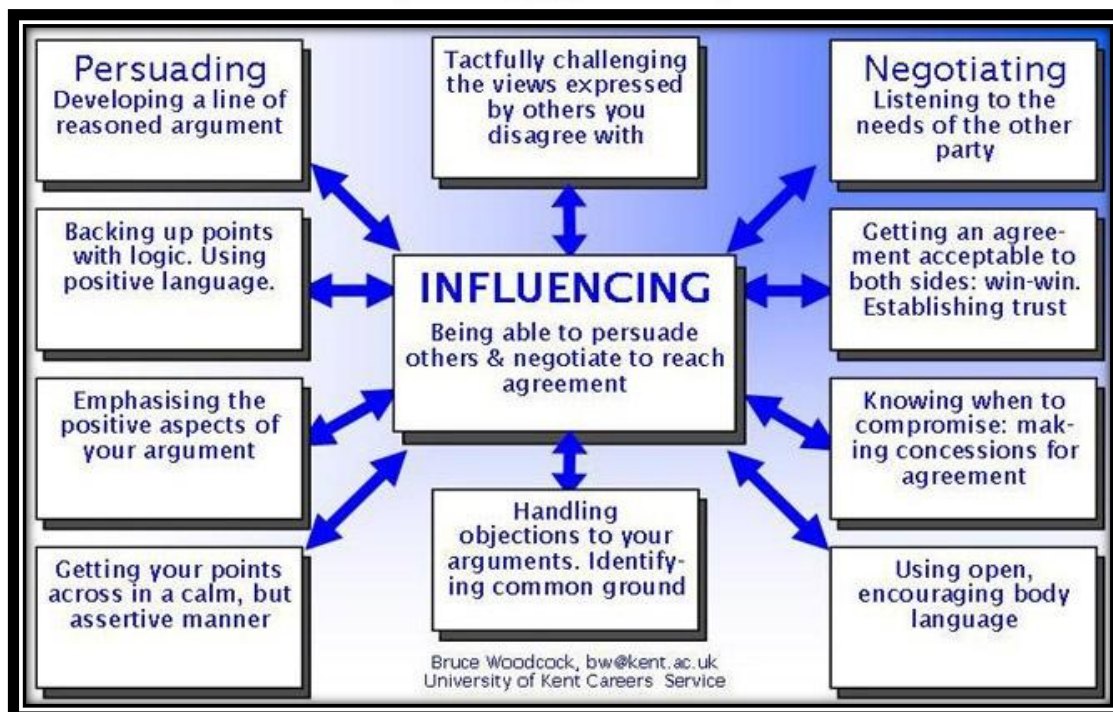 Persuading
Developing a line of
reasoned argument
Backing up points
with logic. Using
positive language.
Emphasising the
positive aspects of
your argument
Getting your points
across in a calm, but
assertive manner
Tactfully challenging
the views expressed
by others you
disagree with
INFLUENCING
Being able to persuade
others & negotiate to reach
agreement
Handling
objections to your
arguments. Identify-
ing common ground
Bruce Woodcock, bw@kent.ac.uk
University of Kent Careers Service
Negotiating
Listening to the
needs of the other
party
Getting an agree-
ment acceptable to
both sides: win-win.
Establishing trust
Knowing when to
compromise: mak-
ing concessions for
agreement
Using open,
encouraging body
language